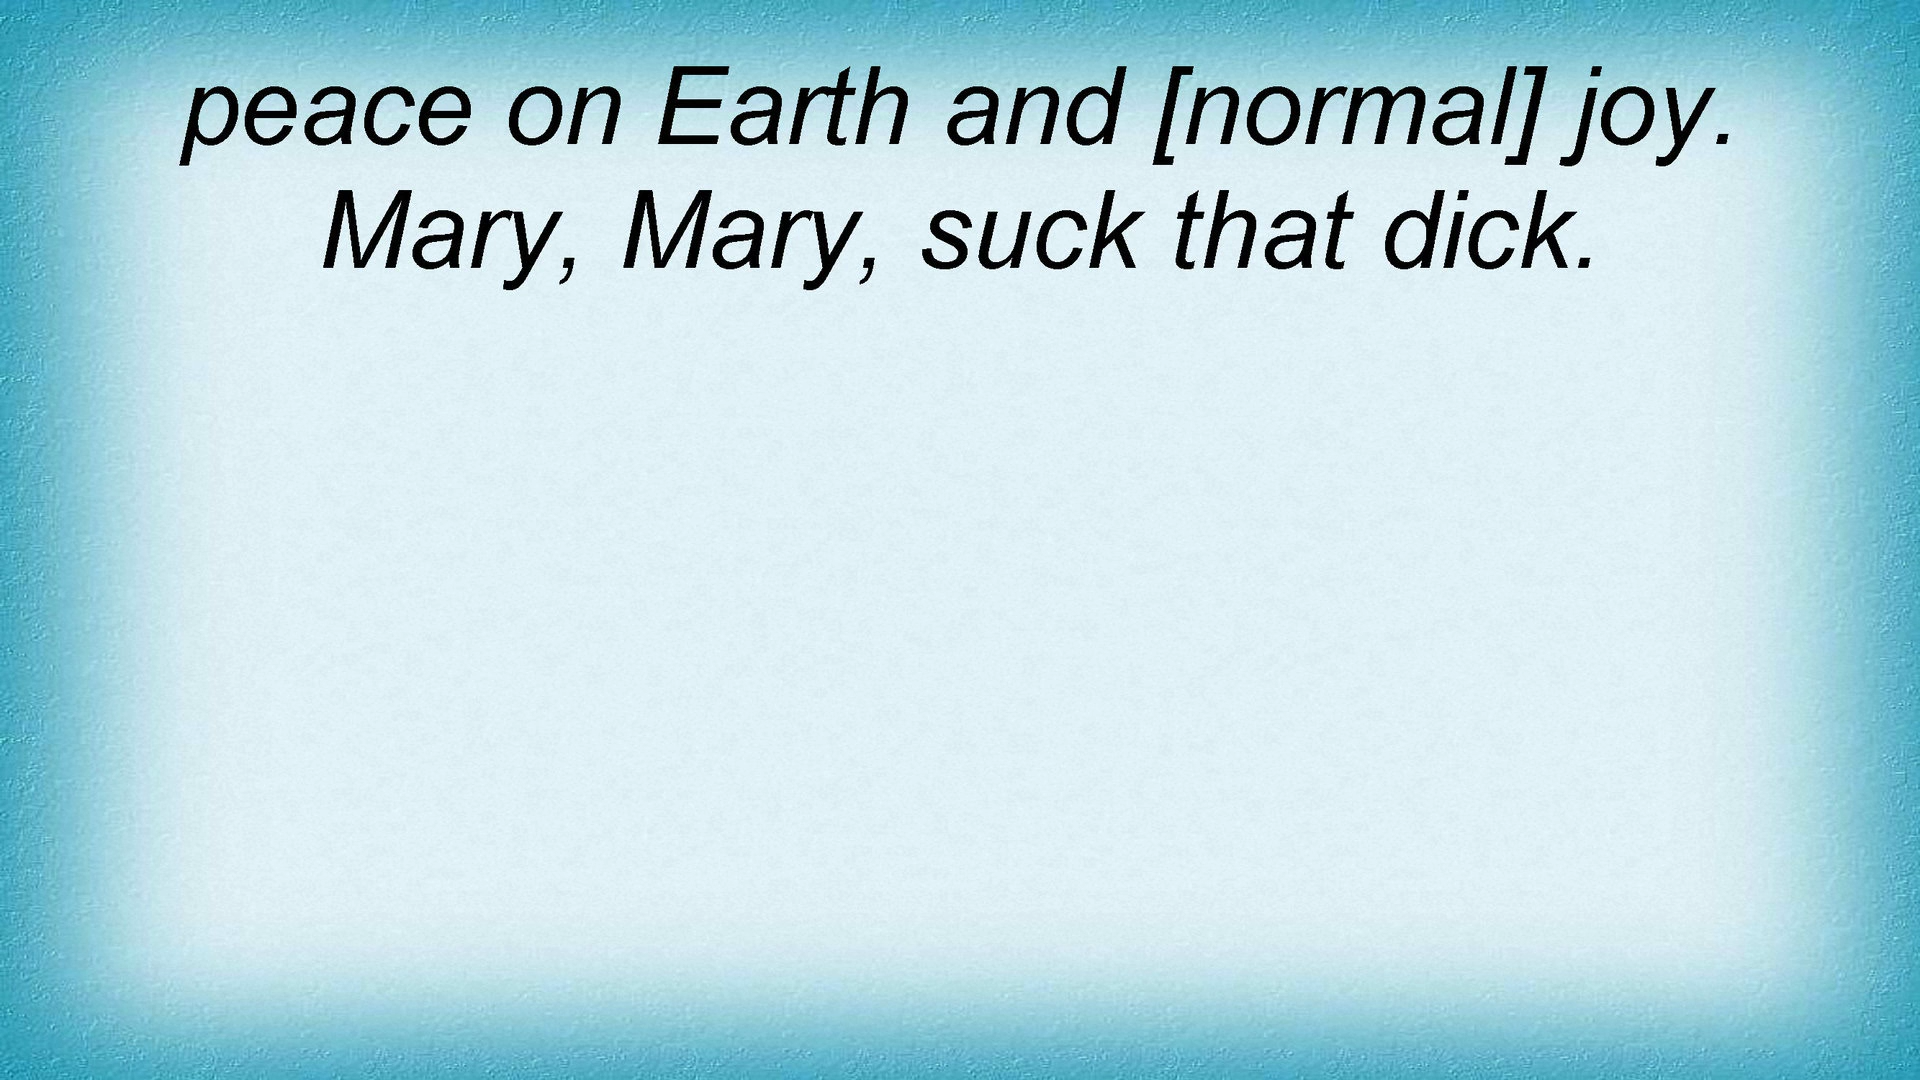 peace on Earth and [normal] joy.
Mary, Mary, suck that dick.